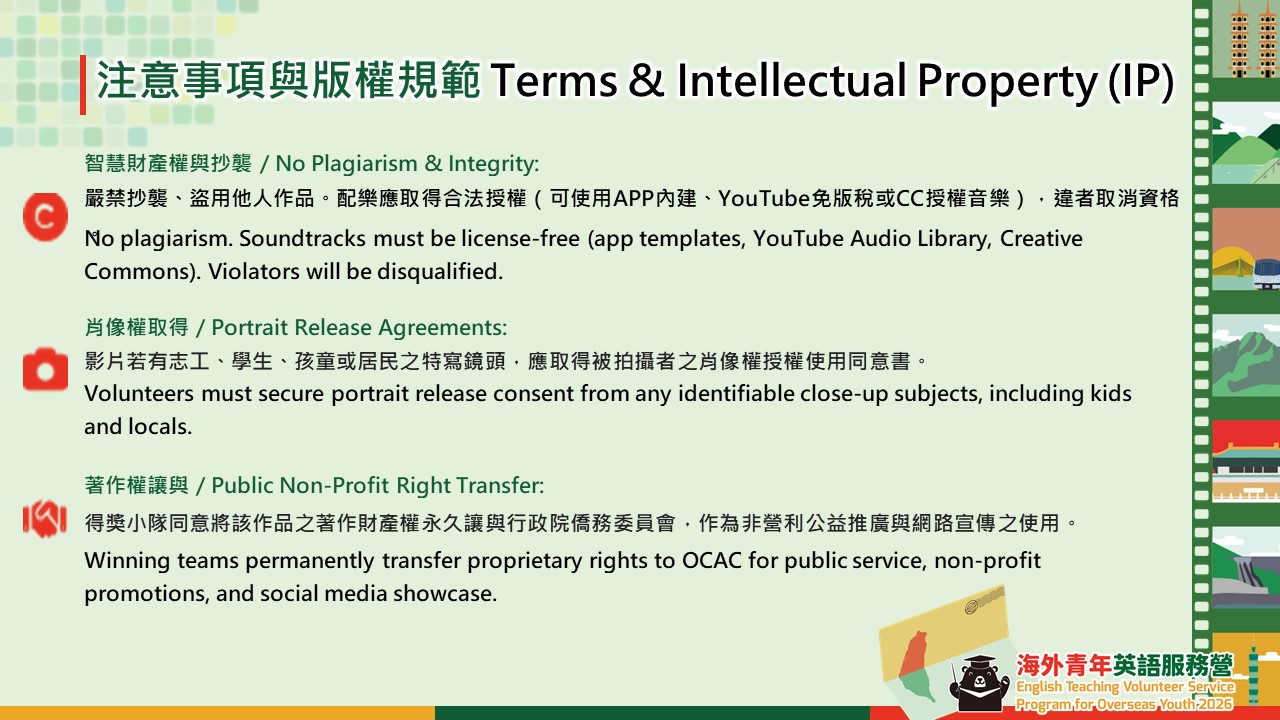 注意事項與版權規範 Terms & Intellectual Property (IP)
智慧財產權與抄襲 / No Plagiarism & Integrity:
嚴禁抄襲、盜用他人作品。配樂應取得合法授權（可使用APP內建、YouTube免版稅或CC授權音樂），違者取消資格
No plagiarism. Soundtracks must be license-free (app templates, YouTube Audio Library, Creative
Commons). Violators will be disqualified.
肖像權取得 / Portrait Release Agreements:
影片若有志工、學生、孩童或居民之特寫鏡頭，應取得被拍攝者之肖像權授權使用同意書。
Volunteers must secure portrait release consent from any identifiable close-up subjects, including kids
and locals.
著作權讓與 / Public Non-Profit Right Transfer:
得獎小隊同意將該作品之著作財產權永久讓與行政院僑務委員會，作為非營利公益推廣與網路宣傳之使用。
Winning teams permanently transfer proprietary rights to OCAC for public service, non-profit
promotions, and social media showcase.
海外青年英語服務營
English Teaching Volunteer Service
Program for Overseas Youth 2026